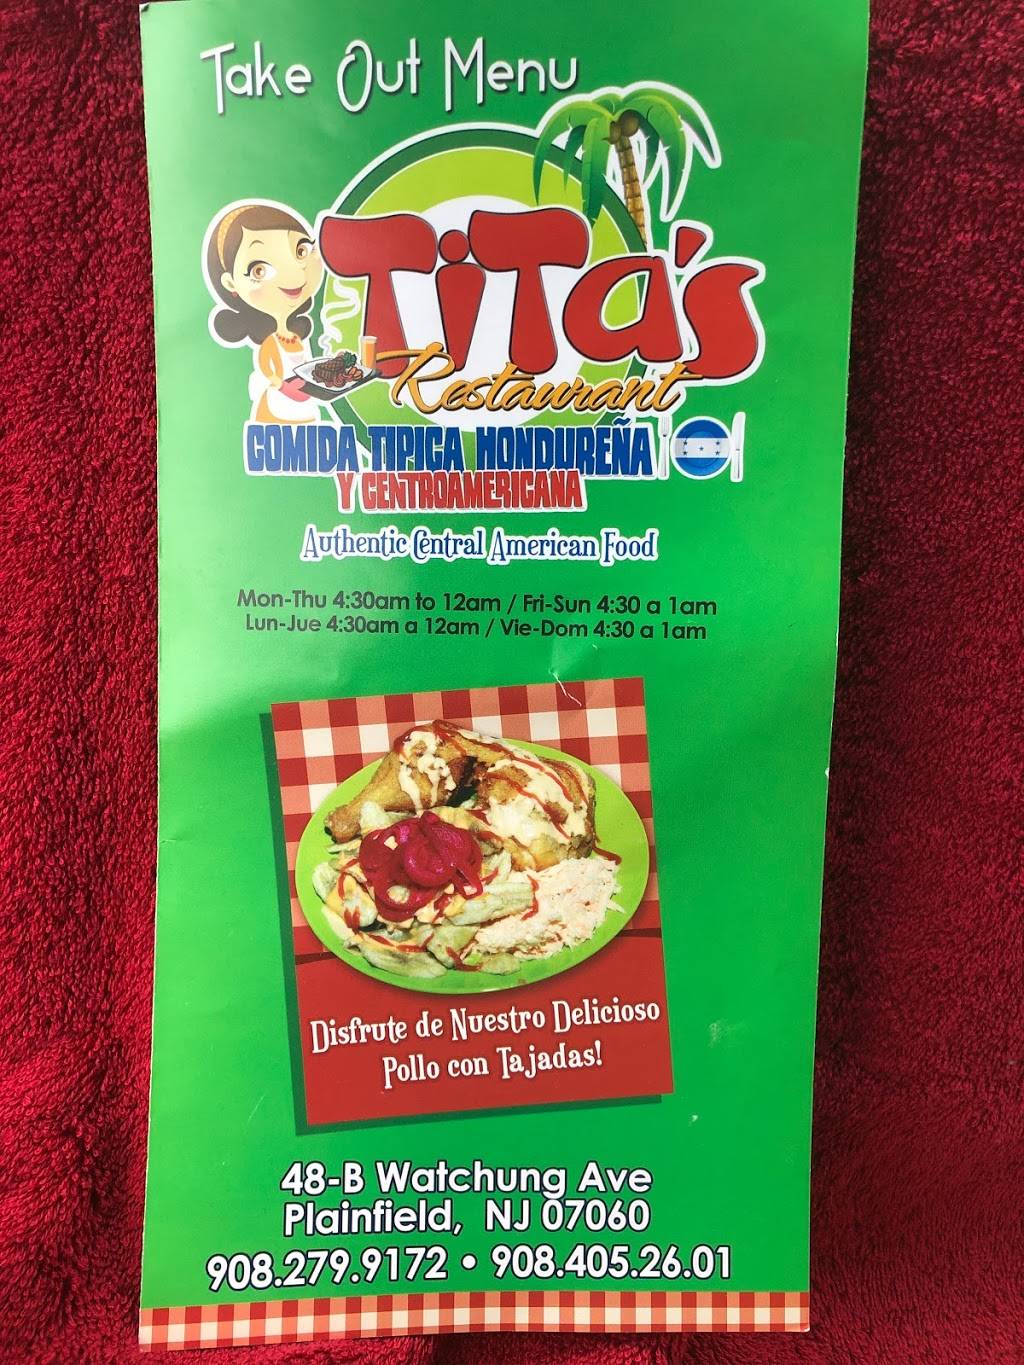 Take Out Menu
TiTa's
Restaurant
COMIDA TIPICA HONDUREÑA
Y CENTROAMERICANA
Authentic Central American Food
Mon-Thu 4:30am to 12am / Fri-Sun 4:30 a 1am
Lun-Jue 4:30am a 12am / Vie-Dom 4:30 a 1am
Disfrute de Nuestro Delicioso
Pollo con Tajadas!
48-B Watchung Ave
Plainfield, NJ 07060
908.279.9172 • 908.405.26.01